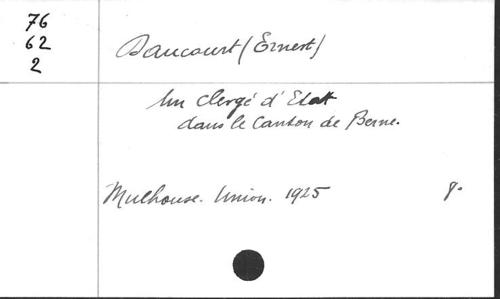 76
62
2
Daucourt (Ernest)
Un clergé d'Etat
dans le Canton de Berne.
Mulhouse. Union. 1925 8.